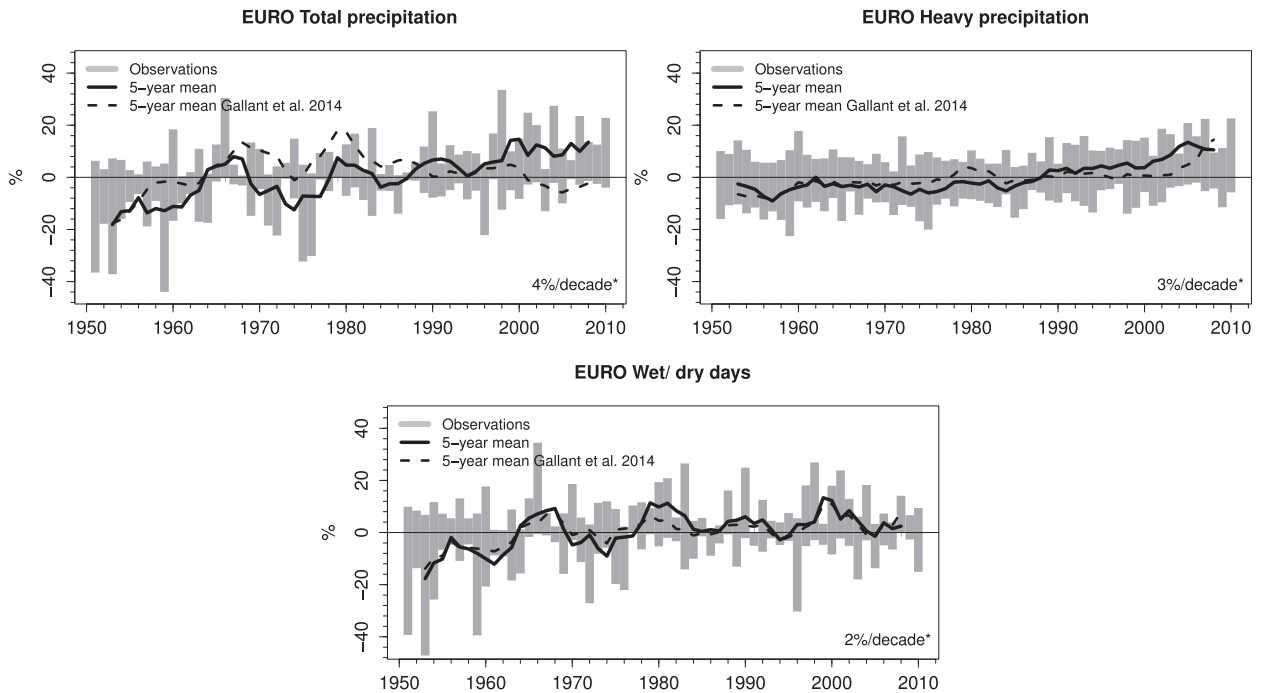 EURO Total precipitation
Observations
5−year mean
5−year mean Gallant et al. 2014
%
40
20
0
−20
−40
4%/decade*
1950 1960 1970 1980 1990 2000 2010
EURO Heavy precipitation
Observations
5−year mean
5−year mean Gallant et al. 2014
%
40
20
0
−20
−40
3%/decade*
1950 1960 1970 1980 1990 2000 2010
EURO Wet/ dry days
Observations
5−year mean
5−year mean Gallant et al. 2014
%
40
20
0
−20
−40
2%/decade*
1950 1960 1970 1980 1990 2000 2010